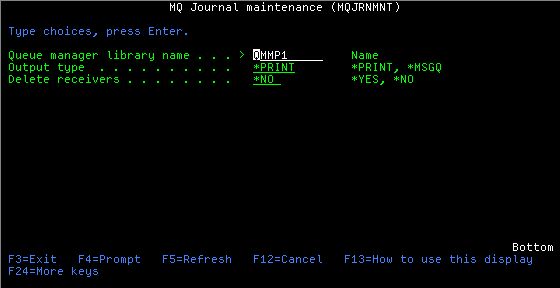 MQ Journal maintenance (MQJRNMNT)
Type choices, press Enter.
Queue manager library name . . . > QMMP1 Name
Output type . . . . . . . . . . *PRINT *PRINT, *MSGQ
Delete receivers . . . . . . . . *NO *YES, *NO
Bottom
F3=Exit F4=Prompt F5=Refresh F12=Cancel F13=How to use this display
F24=More keys